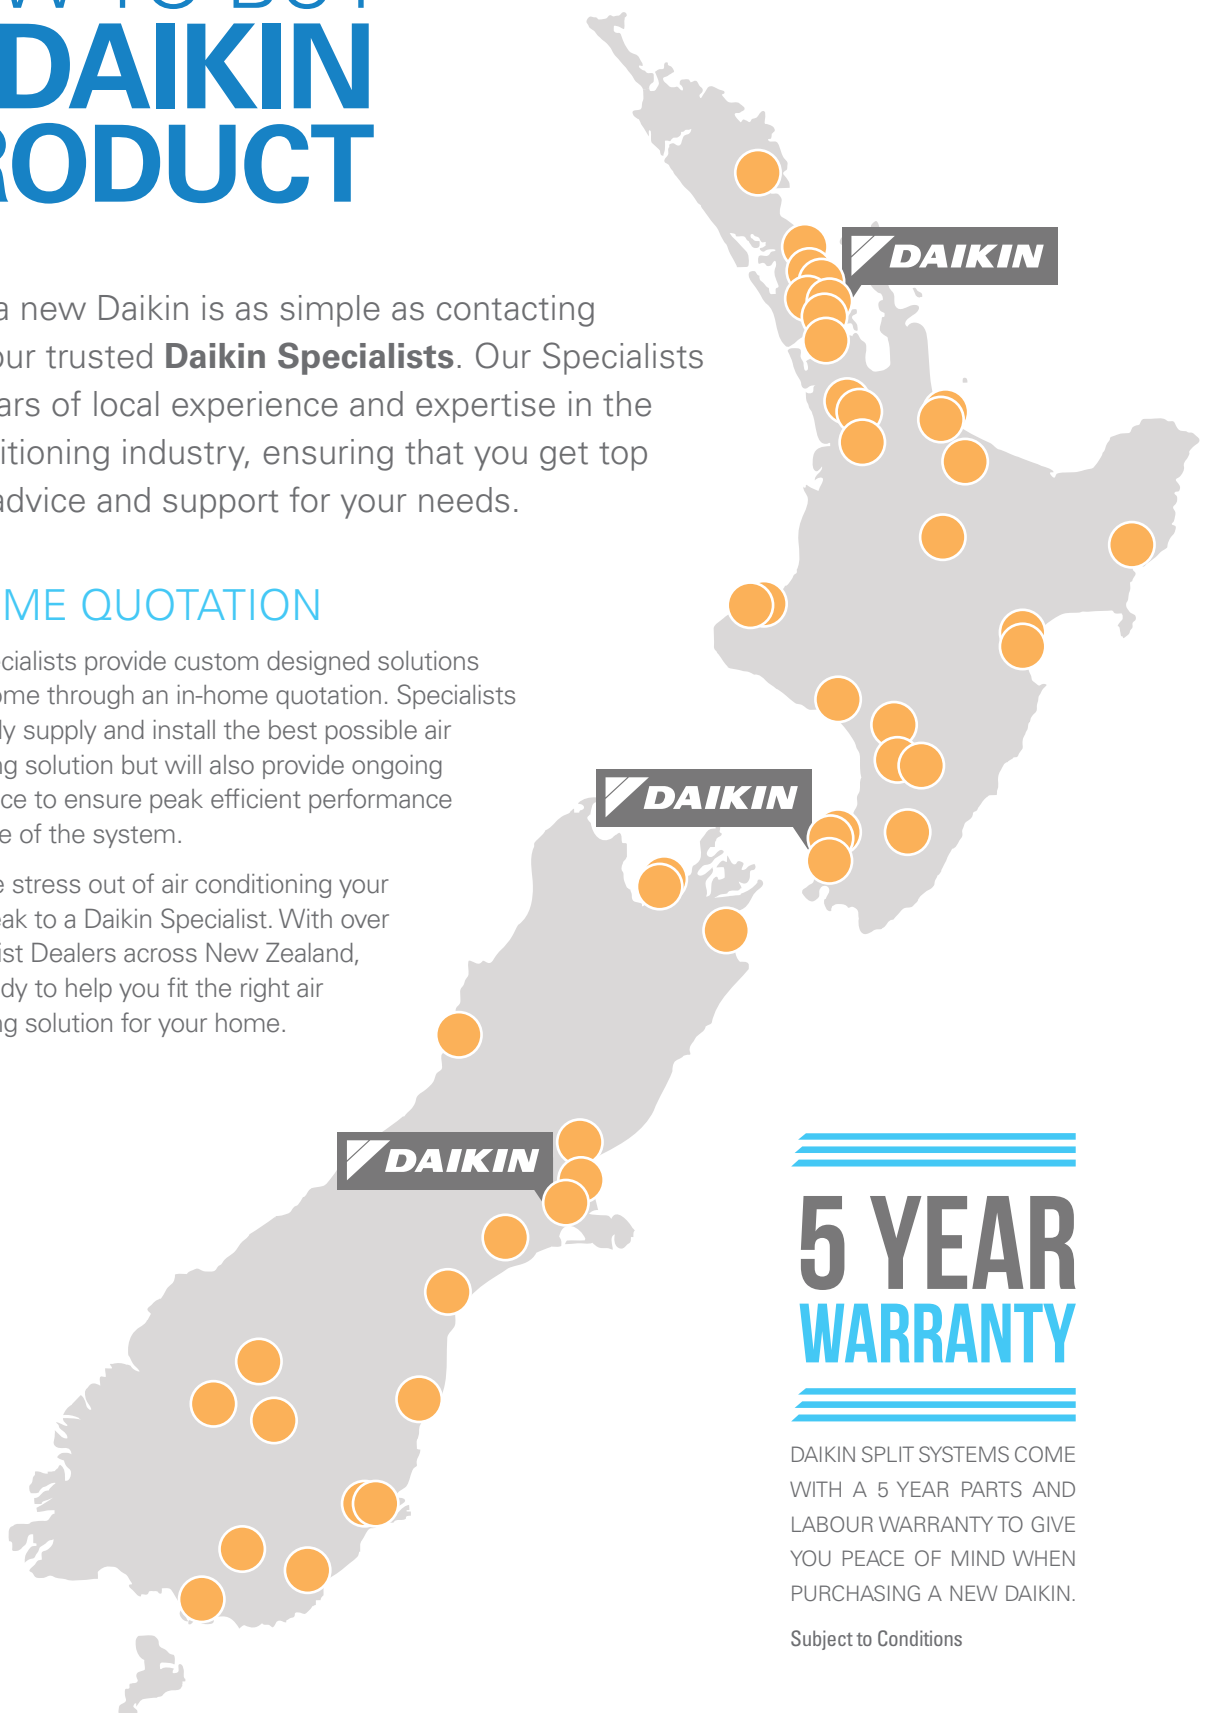 DAIKIN
RODUCT
a new Daikin is as simple as contacting
our trusted Daikin Specialists. Our Specialists
ars of local experience and expertise in the
itioning industry, ensuring that you get top
advice and support for your needs.
ME QUOTATION
cialists provide custom designed solutions
ome through an in-home quotation. Specialists
ly supply and install the best possible air
ng solution but will also provide ongoing
ce to ensure peak efficient performance
e of the system.
e stress out of air conditioning your
eak to a Daikin Specialist. With over
ist Dealers across New Zealand,
dy to help you fit the right air
ng solution for your home.
DAIKIN
DAIKIN
DAIKIN
5 YEAR
WARRANTY
DAIKIN SPLIT SYSTEMS COME
WITH A 5 YEAR PARTS AND
LABOUR WARRANTY TO GIVE
YOU PEACE OF MIND WHEN
PURCHASING A NEW DAIKIN.
Subject to Conditions